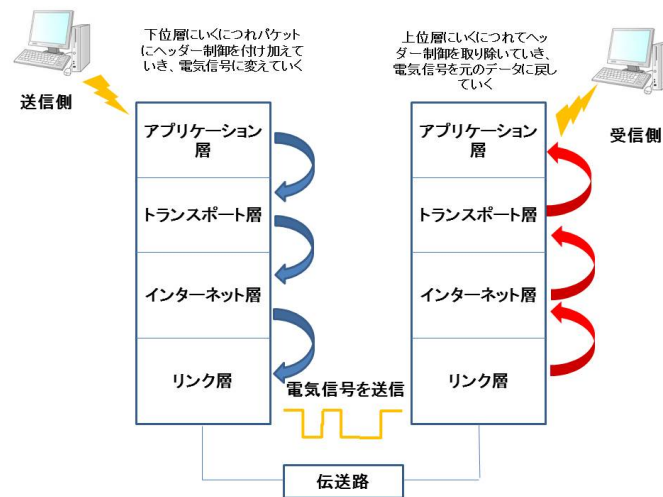 下位層にいくにつれパケット
にヘッダー制御を付け加えて
いき、電気信号に変えていく
上位層にいくにつれてヘッ
ダー制御を取り除いていき、
電気信号を元のデータに戻し
ていく
送信側
受信側
アプリケーション
層
トランスポート層
インターネット層
リンク層
アプリケーション
層
トランスポート層
インターネット層
リンク層
電気信号を送信
伝送路